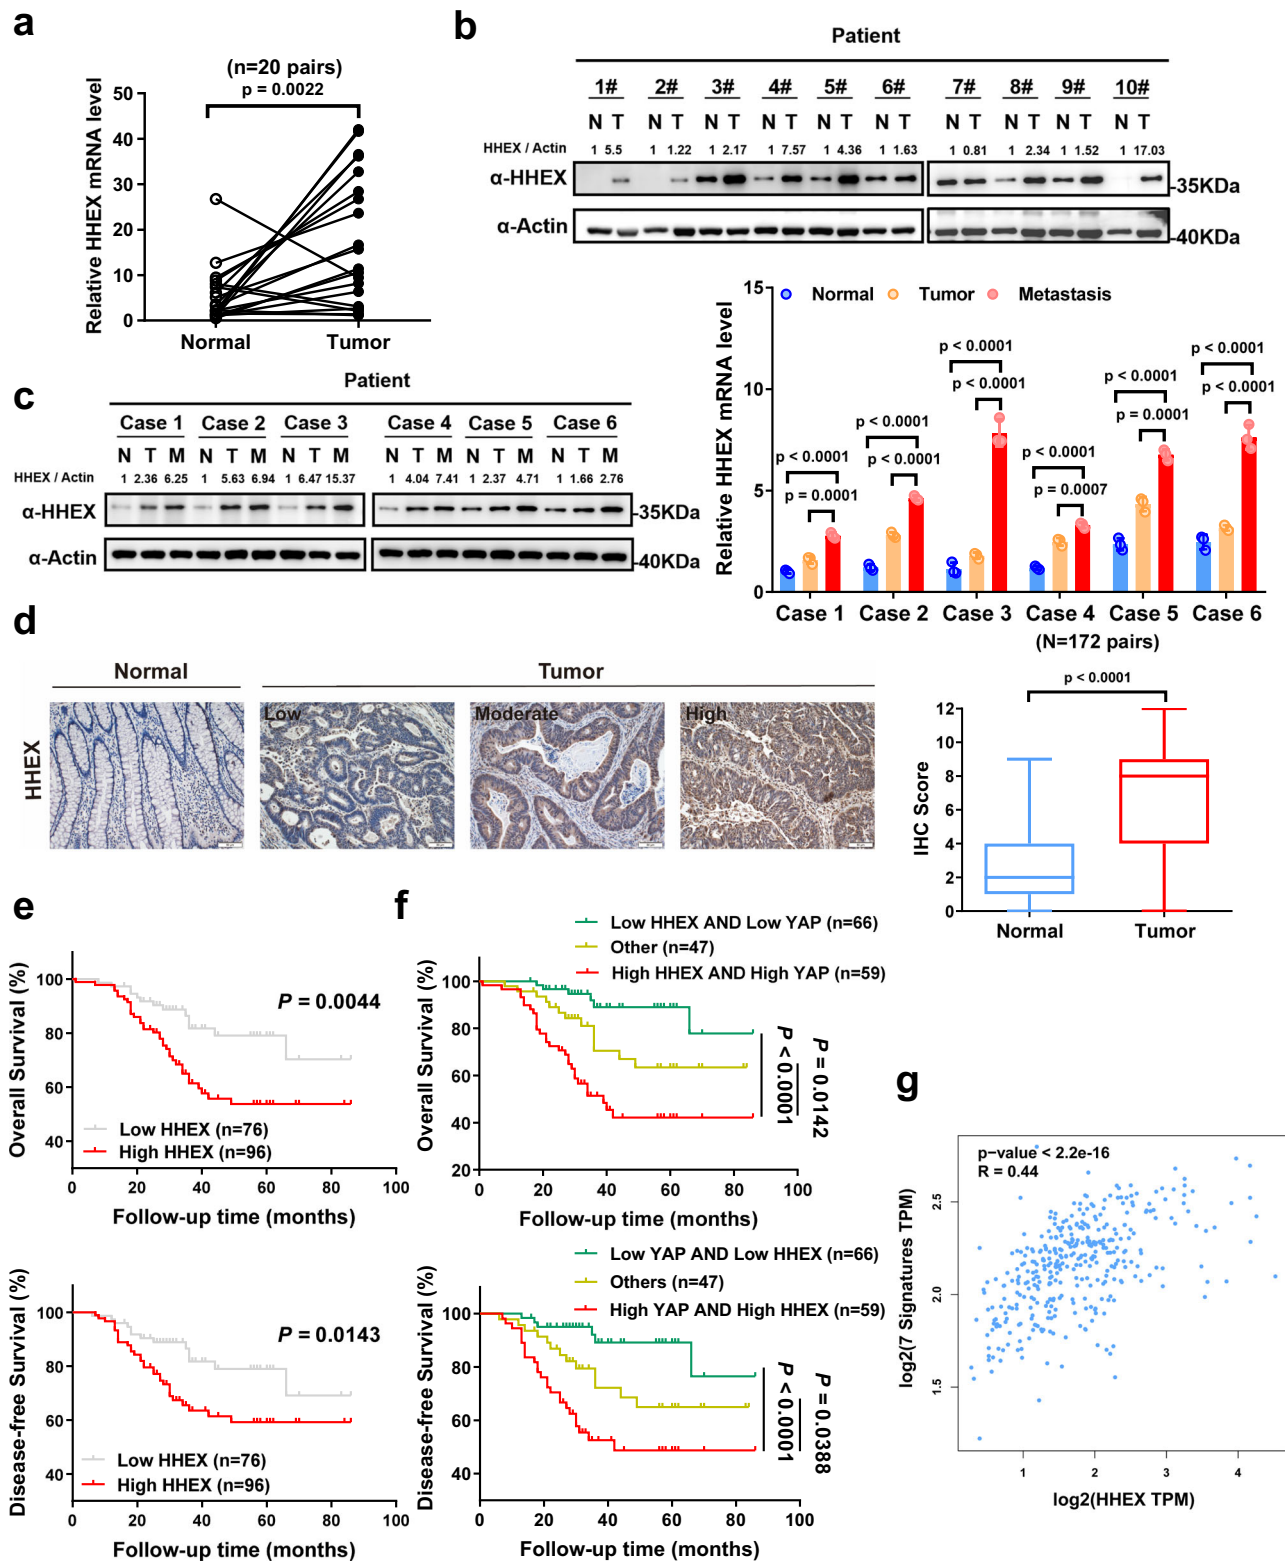 a
(n=20 pairs)
p = 0.0022
Relative HHEX mRNA level
50
40
30
20
10
0
Normal Tumor
b
Patient
1# 2# 3# 4# 5# 6# 7# 8# 9# 10#
N T N T N T N T N T N T N T N T N T N T
HHEX / Actin 1 5.5 1 1.22 1 2.17 1 7.57 1 4.36 1 1.63 1 0.81 1 2.34 1 1.52 1 17.03
α-HHEX -35KDa
α-Actin -40KDa
c
Patient
Case 1 Case 2 Case 3 Case 4 Case 5 Case 6
N T M N T M N T M N T M N T M N T M
HHEX / Actin 1 2.36 6.25 1 5.63 6.94 1 6.47 15.37 1 4.04 7.41 1 2.37 4.71 1 1.66 2.76
α-HHEX -35KDa
α-Actin -40KDa
Relative HHEX mRNA level
15
10
5
0
Normal Tumor Metastasis
p < 0.0001
p = 0.0001
p < 0.0001
p < 0.0001
p < 0.0001
p < 0.0001
p < 0.0001
p = 0.0007
p < 0.0001
p = 0.0001
p < 0.0001
p < 0.0001
Case 1 Case 2 Case 3 Case 4 Case 5 Case 6
d
Normal Tumor
HHEX
Low Moderate High
(N=172 pairs)
p < 0.0001
IHC Score
12
10
8
6
4
2
0
Normal Tumor
e
Overall Survival (%)
100
80
60
40
P = 0.0044
Low HHEX (n=76)
High HHEX (n=96)
0 20 40 60 80 100
Follow-up time (months)
Disease-free Survival (%)
100
80
60
40
P = 0.0143
Low HHEX (n=76)
High HHEX (n=96)
0 20 40 60 80 100
Follow-up time (months)
f
Low HHEX AND Low YAP (n=66)
Other (n=47)
High HHEX AND High YAP (n=59)
Overall Survival (%)
100
80
60
40
20
P < 0.0001
P = 0.0142
0 20 40 60 80 100
Follow-up time (months)
Low YAP AND Low HHEX (n=66)
Others (n=47)
High YAP AND High HHEX (n=59)
Disease-free Survival (%)
100
80
60
40
P < 0.0001
P = 0.0388
0 20 40 60 80 100
Follow-up time (months)
g
p−value < 2.2e-16
R = 0.44
log2(7 Signatures TPM)
2.5
2.0
1.5
1 2 3 4
log2(HHEX TPM)